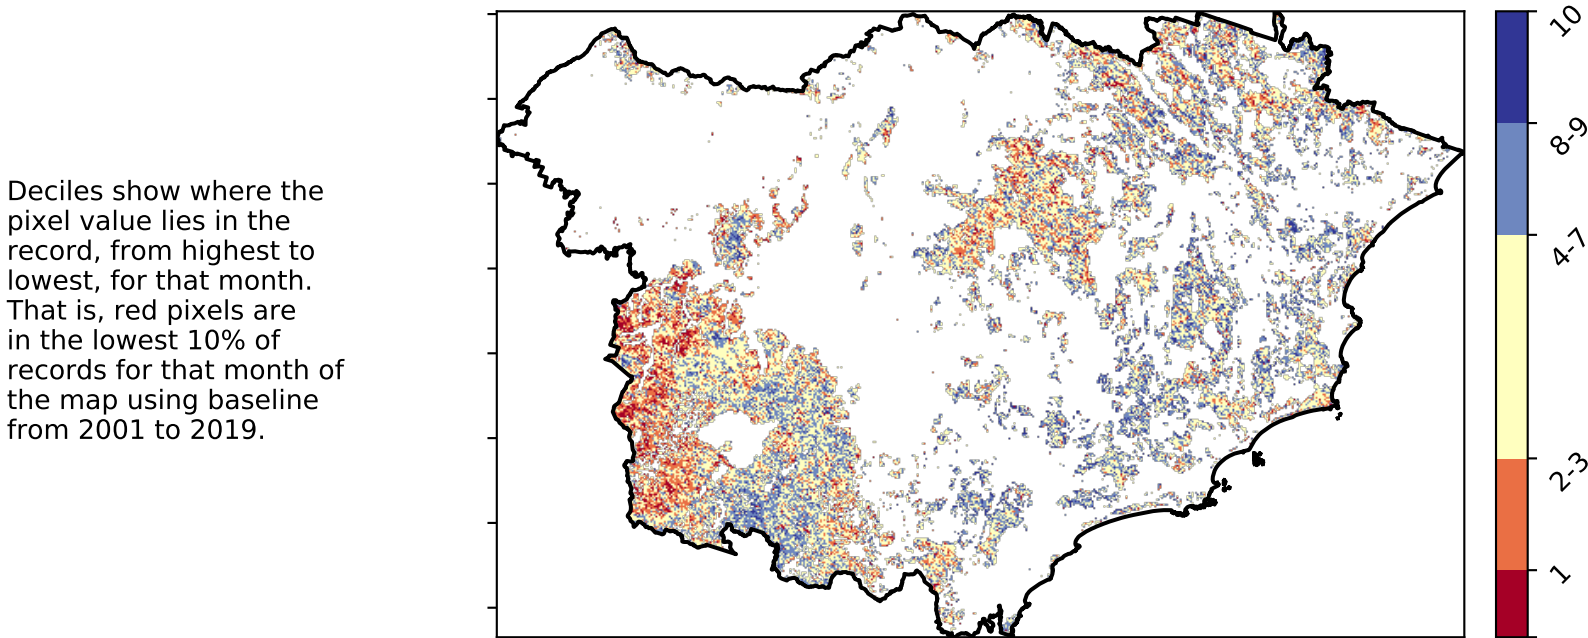 Deciles show where the
pixel value lies in the
record, from highest to
lowest, for that month.
That is, red pixels are
in the lowest 10% of
records for that month of
the map using baseline
from 2001 to 2019.
10
8-9
4-7
2-3
1